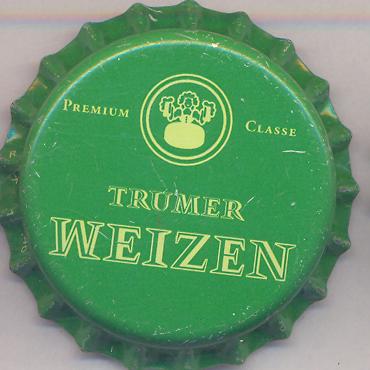 PREMIUM CLASSE
TRUMER
WEIZEN